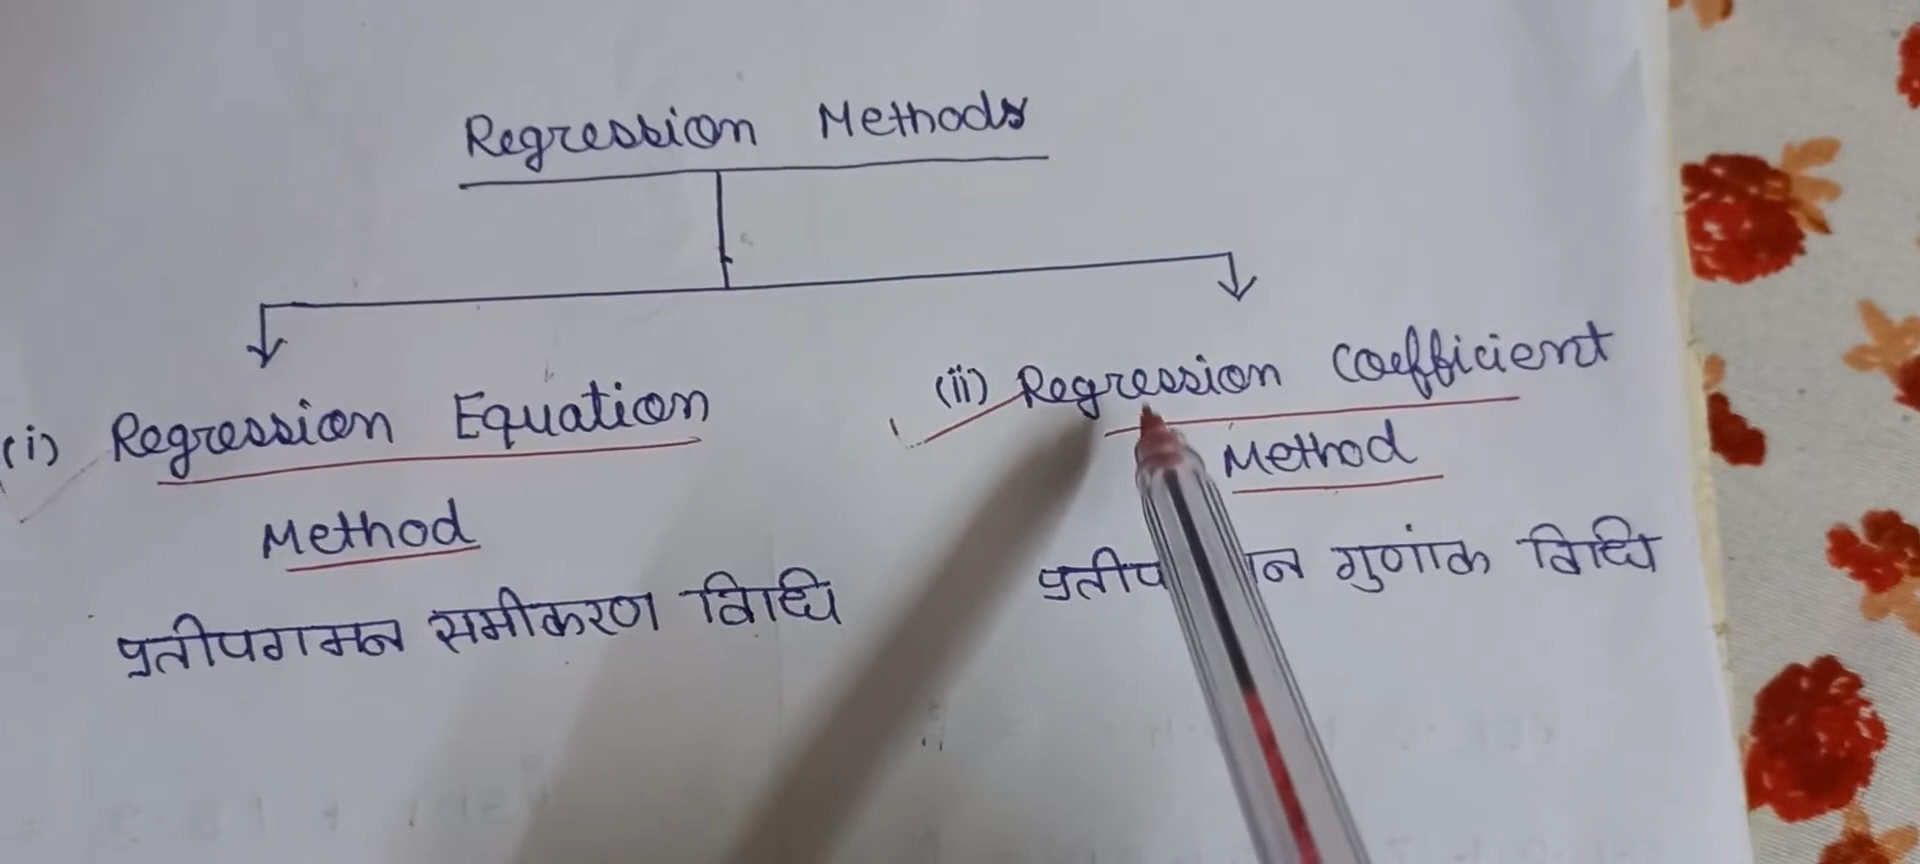 Regression Methods
(i) Regression Equation
Method
प्रतीपगमन समीकरण विधि
(ii) Regression Coefficient
Method
गुणांक विधि